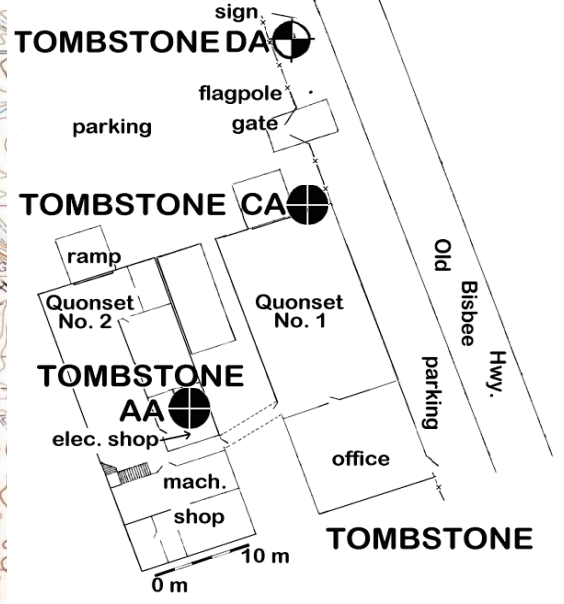 sign
TOMBSTONE DA
flagpole
gate
parking
TOMBSTONE CA
ramp
Quonset
No. 2
Quonset
No. 1
Old
Bisbee
Hwy.
parking
TOMBSTONE
AA
elec. shop
office
mach.
shop
TOMBSTONE
10 m
0 m